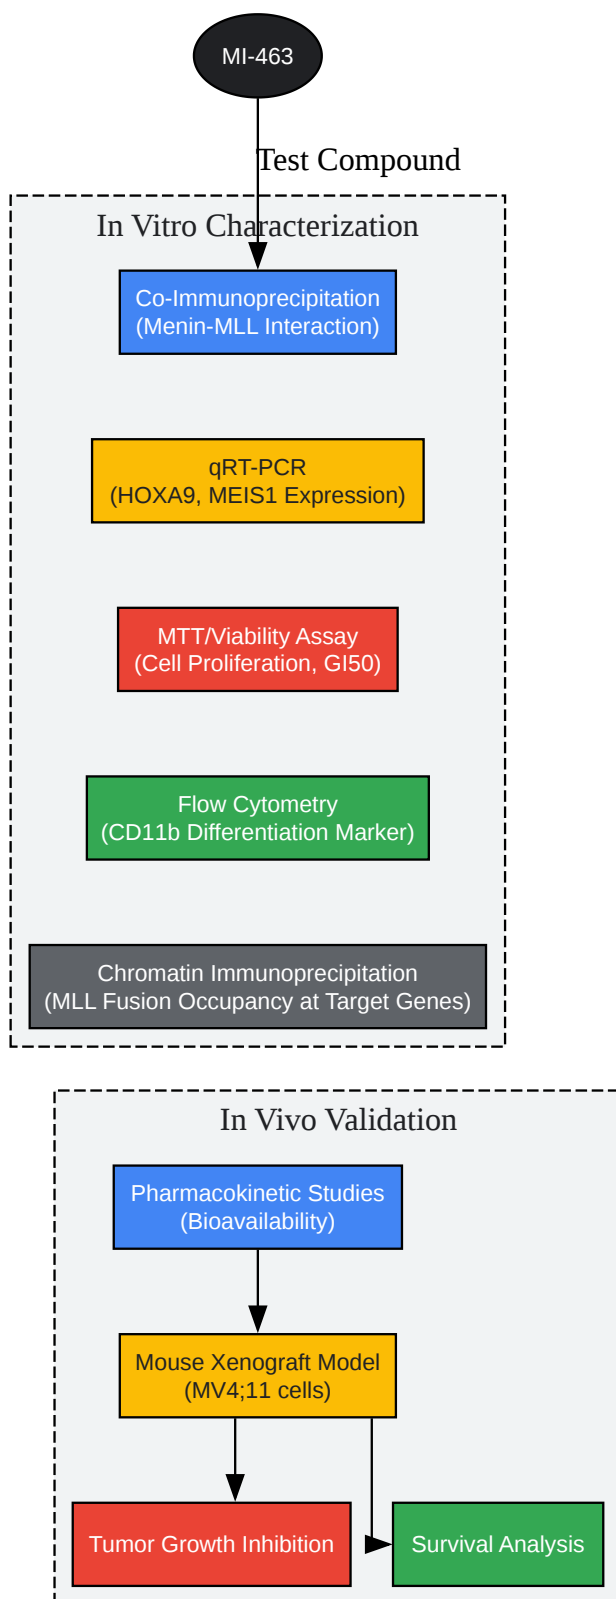 MI-463
Test Compound
In Vitro Characterization
Co-Immunoprecipitation
(Menin-MLL Interaction)
qRT-PCR
(HOXA9, MEIS1 Expression)
MTT/Viability Assay
(Cell Proliferation, GI50)
Flow Cytometry
(CD11b Differentiation Marker)
Chromatin Immunoprecipitation
(MLL Fusion Occupancy at Target Genes)
In Vivo Validation
Pharmacokinetic Studies
(Bioavailability)
Mouse Xenograft Model
(MV4;11 cells)
Tumor Growth Inhibition
Survival Analysis